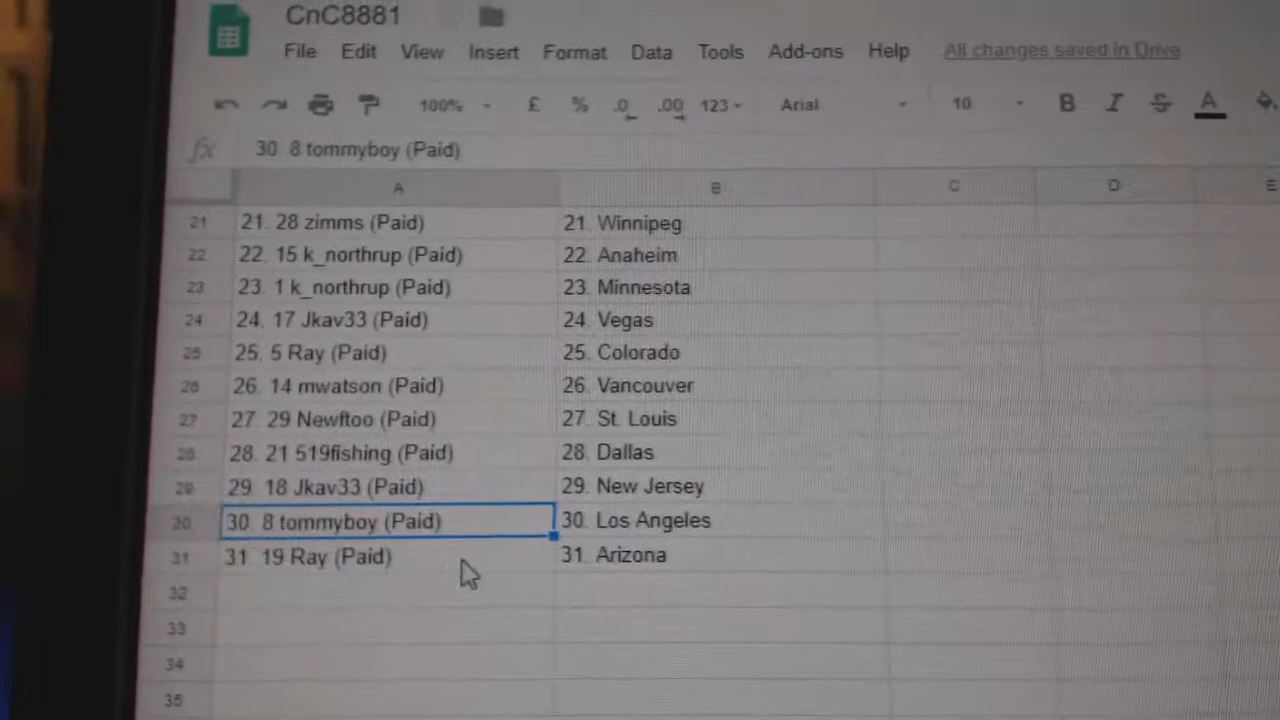 CnC8881
File Edit View Insert Format Data Tools Add-ons Help All changes saved in Drive
100% £ % .0 .00 123 Arial 10 B I S A
fx 30 8 tommyboy (Paid)
A B C D E
21 21. 28 zimms (Paid) 21. Winnipeg
22 22. 15 k_northrup (Paid) 22. Anaheim
23 23. 1 k_northrup (Paid) 23. Minnesota
24 24. 17 Jkav33 (Paid) 24. Vegas
25 25. 5 Ray (Paid) 25. Colorado
26 26. 14 mwatson (Paid) 26. Vancouver
27 27. 29 Newftoo (Paid) 27. St. Louis
28 28. 21 519fishing (Paid) 28. Dallas
29 29. 18 Jkav33 (Paid) 29. New Jersey
30 30. 8 tommyboy (Paid) 30. Los Angeles
31 31. 19 Ray (Paid) 31. Arizona
32
33
34
35